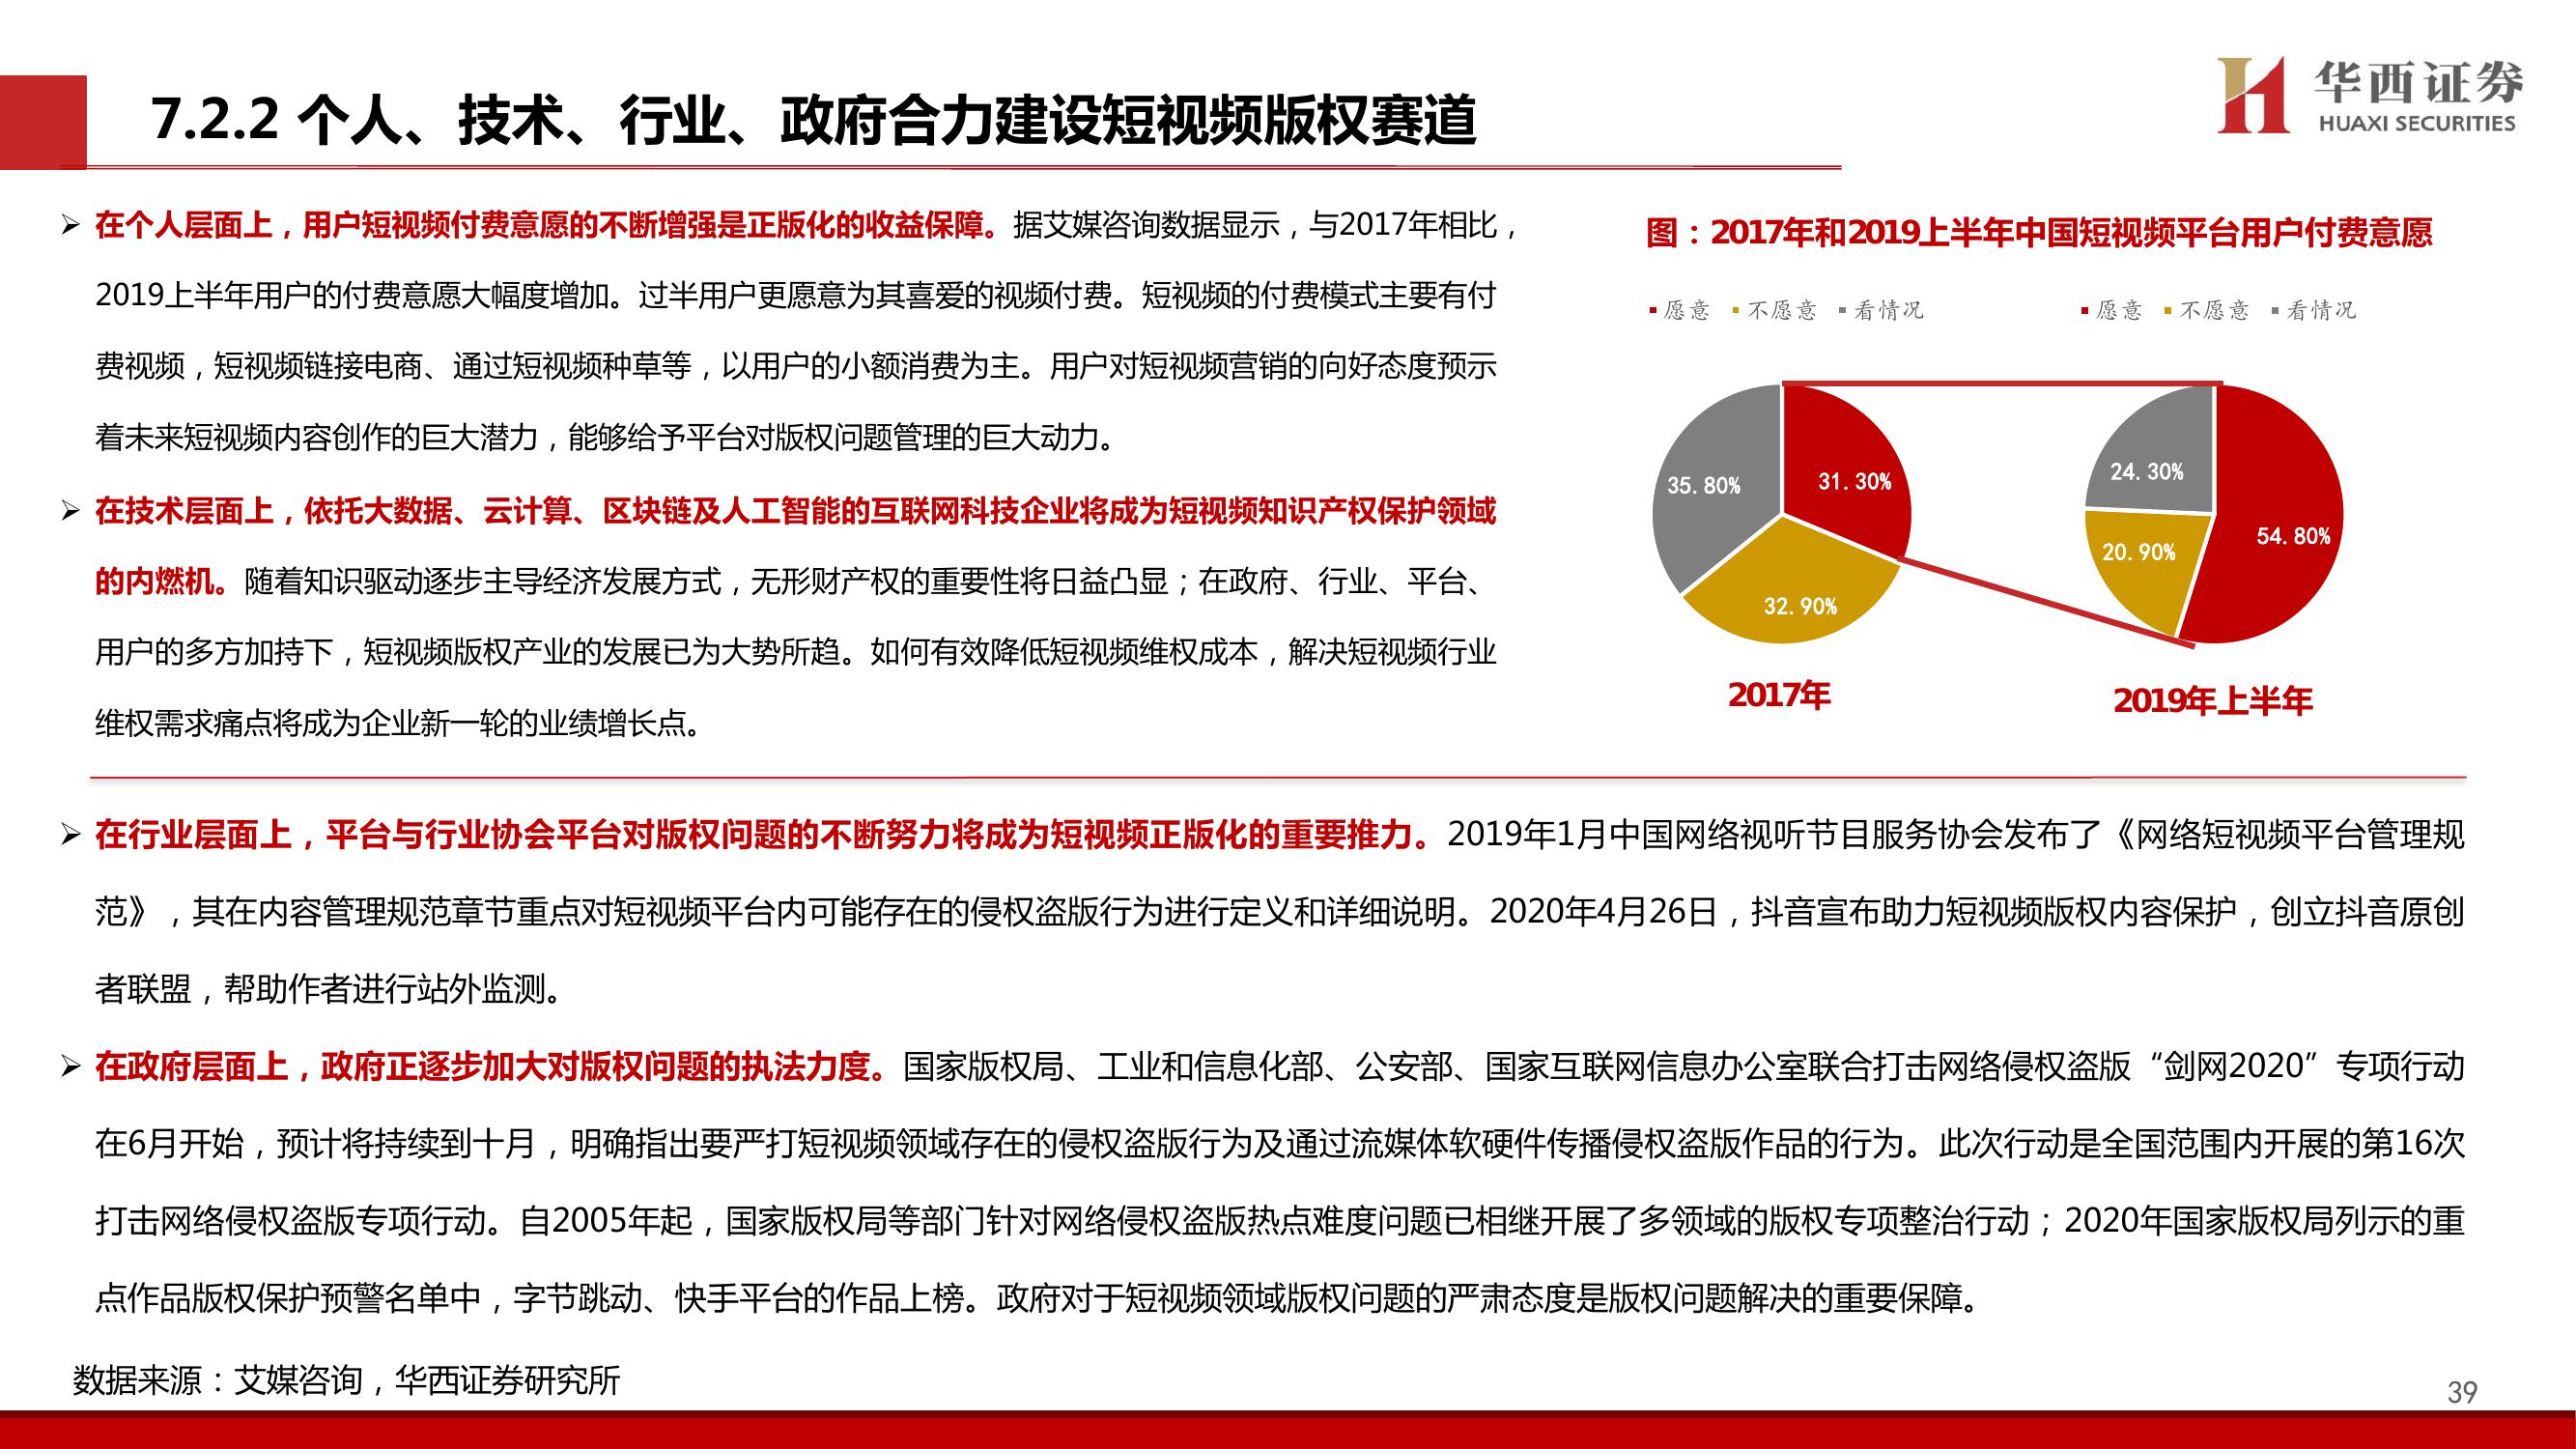 7.2.2 个人、技术、行业、政府合力建设短视频版权赛道
华西证券
HUAXI SECURITIES
➢ 在个人层面上，用户短视频付费意愿的不断增强是正版化的收益保障。据艾媒咨询数据显示，与2017年相比，
2019上半年用户的付费意愿大幅度增加。过半用户更愿意为其喜爱的视频付费。短视频的付费模式主要有付
费视频，短视频链接电商、通过短视频种草等，以用户的小额消费为主。用户对短视频营销的向好态度预示
着未来短视频内容创作的巨大潜力，能够给予平台对版权问题管理的巨大动力。
➢ 在技术层面上，依托大数据、云计算、区块链及人工智能的互联网科技企业将成为短视频知识产权保护领域
的内燃机。随着知识驱动逐步主导经济发展方式，无形财产权的重要性将日益凸显；在政府、行业、平台、
用户的多方加持下，短视频版权产业的发展已为大势所趋。如何有效降低短视频维权成本，解决短视频行业
维权需求痛点将成为企业新一轮的业绩增长点。
图：2017年和2019上半年中国短视频平台用户付费意愿
愿意 不愿意 看情况
31.30%
32.90%
35.80%
2017年
愿意 不愿意 看情况
54.80%
20.90%
24.30%
2019年上半年
➢ 在行业层面上，平台与行业协会平台对版权问题的不断努力将成为短视频正版化的重要推力。2019年1月中国网络视听节目服务协会发布了《网络短视频平台管理规
范》，其在内容管理规范章节重点对短视频平台内可能存在的侵权盗版行为进行定义和详细说明。2020年4月26日，抖音宣布助力短视频版权内容保护，创立抖音原创
者联盟，帮助作者进行站外监测。
➢ 在政府层面上，政府正逐步加大对版权问题的执法力度。国家版权局、工业和信息化部、公安部、国家互联网信息办公室联合打击网络侵权盗版“剑网2020”专项行动
在6月开始，预计将持续到十月，明确指出要严打短视频领域存在的侵权盗版行为及通过流媒体软硬件传播侵权盗版作品的行为。此次行动是全国范围内开展的第16次
打击网络侵权盗版专项行动。自2005年起，国家版权局等部门针对网络侵权盗版热点难度问题已相继开展了多领域的版权专项整治行动；2020年国家版权局列示的重
点作品版权保护预警名单中，字节跳动、快手平台的作品上榜。政府对于短视频领域版权问题的严肃态度是版权问题解决的重要保障。
数据来源：艾媒咨询，华西证券研究所
39